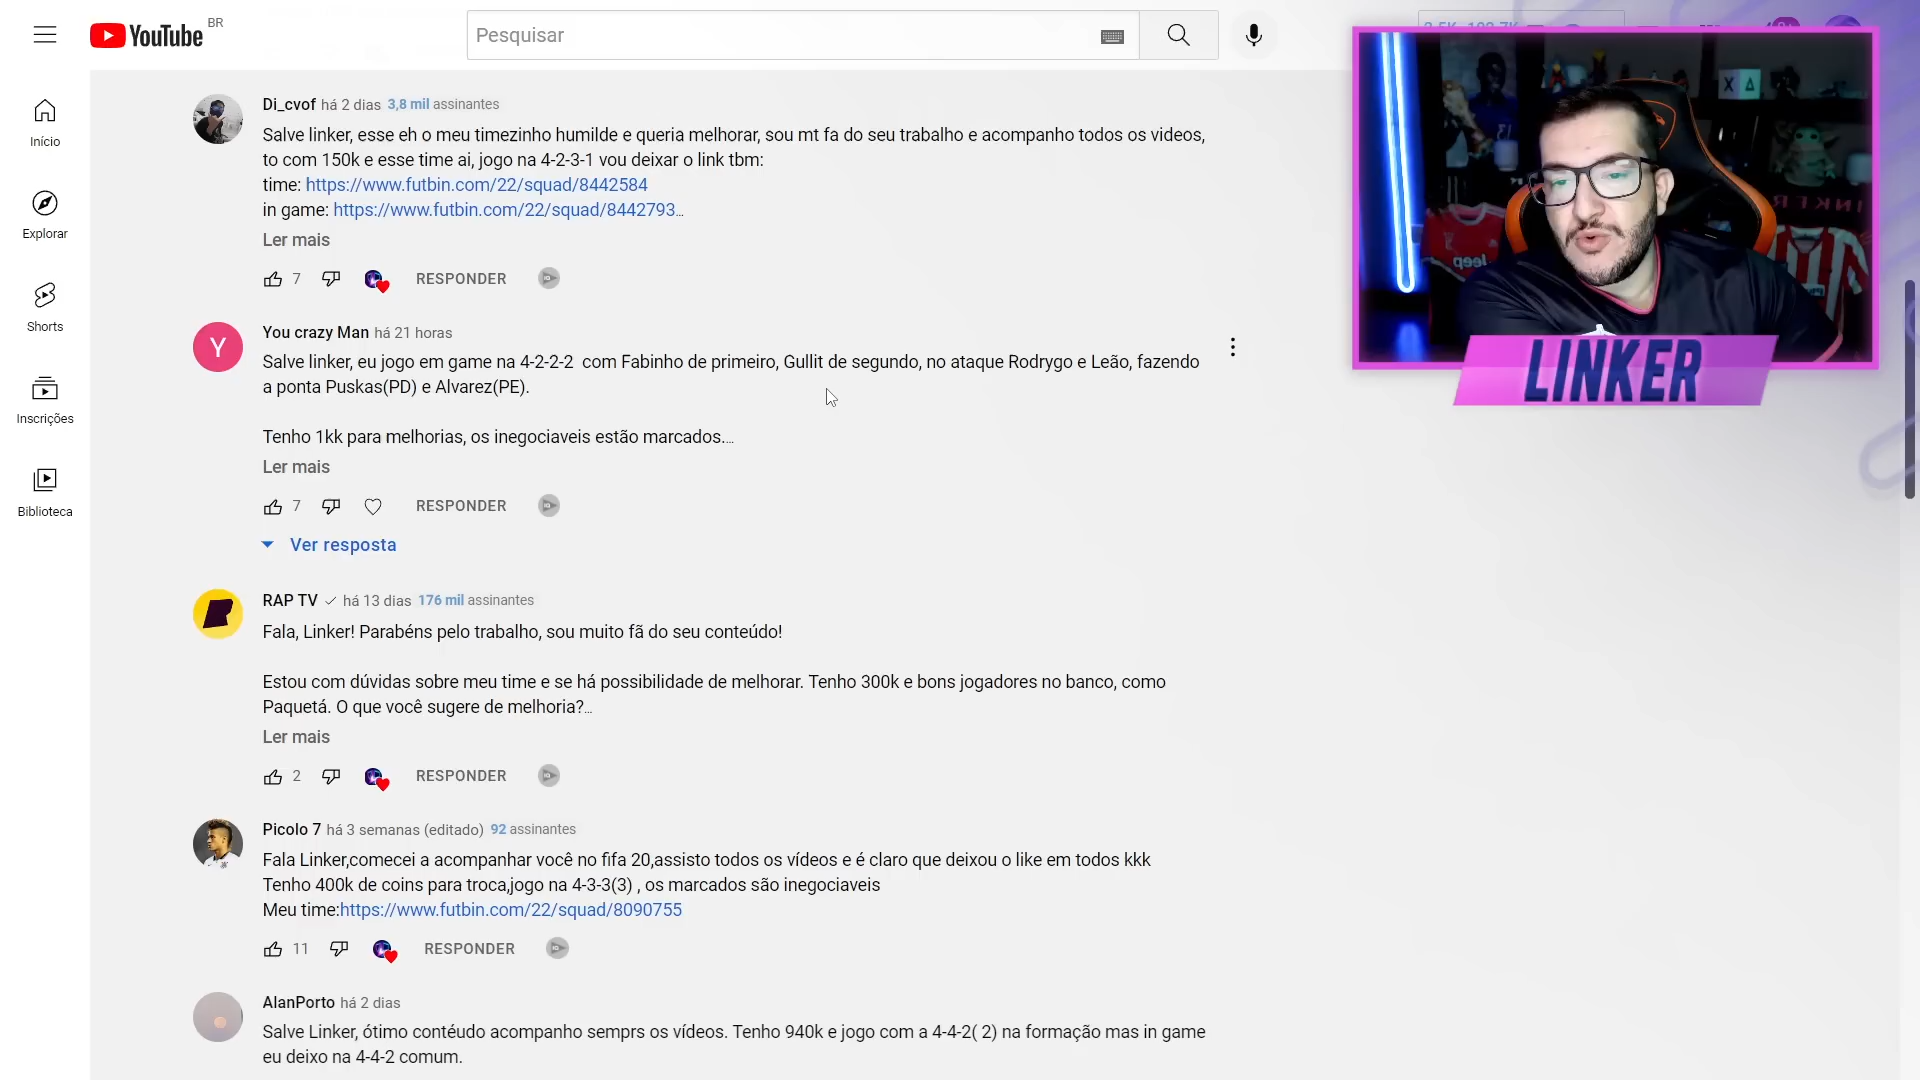 YouTube BR
Pesquisar
Início
Explorar
Shorts
Inscrições
Biblioteca
Di_cvof há 2 dias 3,8 mil assinantes
Salve linker, esse eh o meu timezinho humilde e queria melhorar, sou mt fa do seu trabalho e acompanho todos os videos,
to com 150k e esse time ai, jogo na 4-2-3-1 vou deixar o link tbm:
time: https://www.futbin.com/22/squad/8442584
in game: https://www.futbin.com/22/squad/8442793...
Ler mais
7 RESPONDER
Y
You crazy Man há 21 horas
Salve linker, eu jogo em game na 4-2-2-2 com Fabinho de primeiro, Gullit de segundo, no ataque Rodrygo e Leão, fazendo
a ponta Puskas(PD) e Alvarez(PE).
Tenho 1kk para melhorias, os inegociaveis estão marcados....
Ler mais
7 RESPONDER
Ver resposta
RAP TV há 13 dias 176 mil assinantes
Fala, Linker! Parabéns pelo trabalho, sou muito fã do seu conteúdo!
Estou com dúvidas sobre meu time e se há possibilidade de melhorar. Tenho 300k e bons jogadores no banco, como
Paquetá. O que você sugere de melhoria?...
Ler mais
2 RESPONDER
Picolo 7 há 3 semanas (editado) 92 assinantes
Fala Linker,comecei a acompanhar você no fifa 20,assisto todos os vídeos e é claro que deixou o like em todos kkk
Tenho 400k de coins para troca,jogo na 4-3-3(3) , os marcados são inegociaveis
Meu time:https://www.futbin.com/22/squad/8090755
11 RESPONDER
AlanPorto há 2 dias
Salve Linker, ótimo contéudo acompanho semprs os vídeos. Tenho 940k e jogo com a 4-4-2( 2) na formação mas in game
eu deixo na 4-4-2 comum.
Jeep
LINKER
LINKER